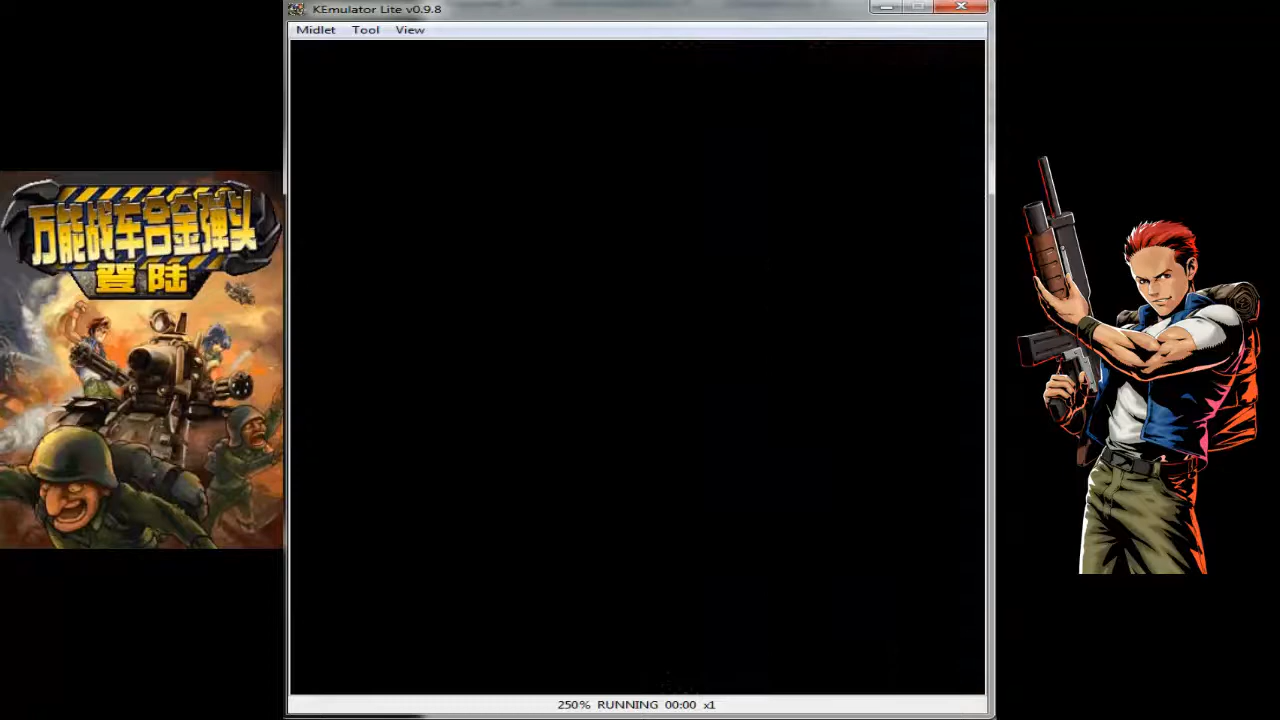 KEmulator Lite v0.9.8
Midlet Tool View
万能战车合金弹头
登陆
250% RUNNING 00:00 x1